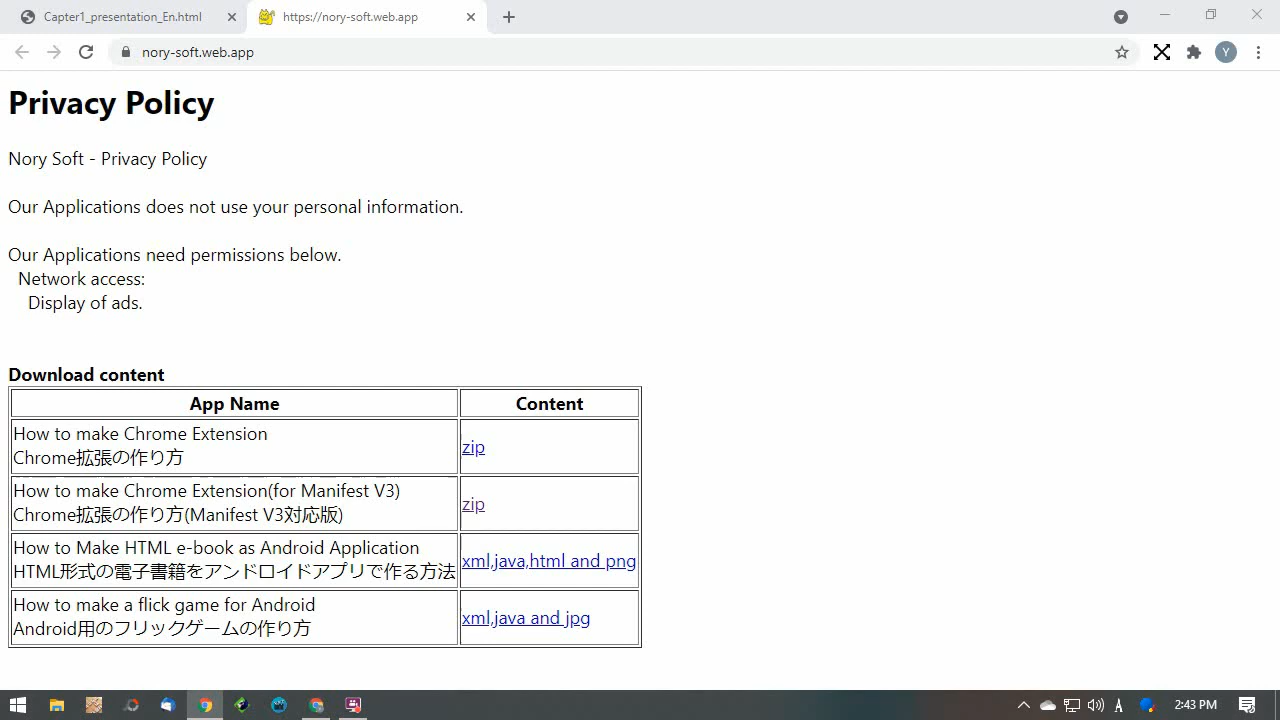 Capter1_presentation_En.html
https://nory-soft.web.app
nory-soft.web.app
Y
Privacy Policy
Nory Soft - Privacy Policy
Our Applications does not use your personal information.
Our Applications need permissions below.
Network access:
Display of ads.
Download content
App Name Content
How to make Chrome Extension
Chrome拡張の作り方
zip
How to make Chrome Extension(for Manifest V3)
Chrome拡張の作り方(Manifest V3対応版)
zip
How to Make HTML e-book as Android Application
HTML形式の電子書籍をアンドロイドアプリで作る方法
xml,java,html and png
How to make a flick game for Android
Android用のフリックゲームの作り方
xml,java and jpg
A
2:43 PM